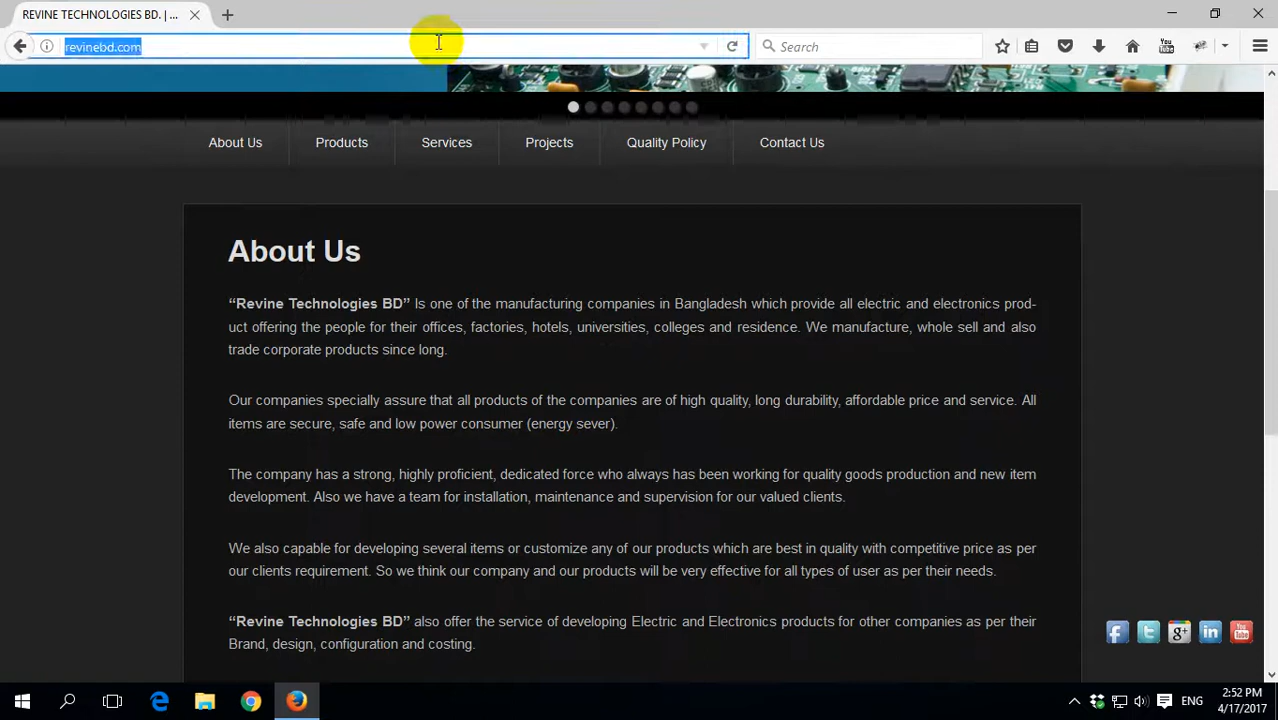 REVINE TECHNOLOGIES BD. | ...
revinebd.com
Search
You
Tube
About Us
Products
Services
Projects
Quality Policy
Contact Us
About Us
“Revine Technologies BD” Is one of the manufacturing companies in Bangladesh which provide all electric and electronics prod-
uct offering the people for their offices, factories, hotels, universities, colleges and residence. We manufacture, whole sell and also
trade corporate products since long.
Our companies specially assure that all products of the companies are of high quality, long durability, affordable price and service. All
items are secure, safe and low power consumer (energy sever).
The company has a strong, highly proficient, dedicated force who always has been working for quality goods production and new item
development. Also we have a team for installation, maintenance and supervision for our valued clients.
We also capable for developing several items or customize any of our products which are best in quality with competitive price as per
our clients requirement. So we think our company and our products will be very effective for all types of user as per their needs.
“Revine Technologies BD” also offer the service of developing Electric and Electronics products for other companies as per their
Brand, design, configuration and costing.
f
t
g+
in
You
Tube
ENG
2:52 PM
4/17/2017